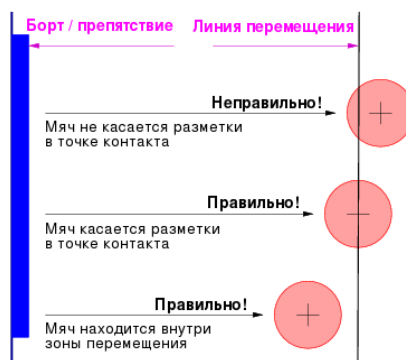 Борт / препятствие
Линия перемещения
Неправильно!
Мяч не касается разметки
в точке контакта
Правильно!
Мяч касается разметки
в точке контакта
Правильно!
Мяч находится внутри
зоны перемещения